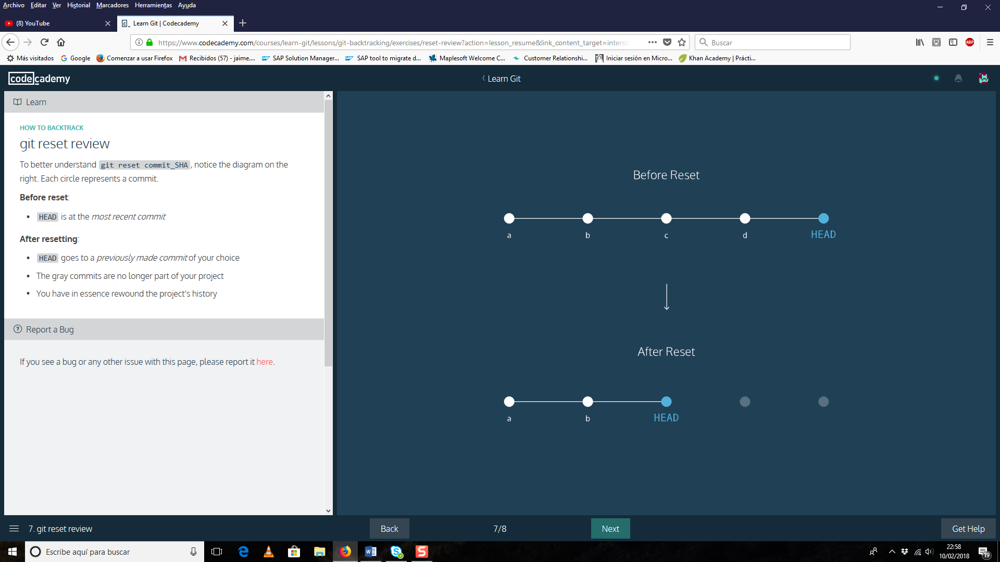 Archivo Editar Ver Historial Marcadores Herramientas Ayuda
(8) YouTube
Learn Git | Codecademy
https://www.codecademy.com/courses/learn-git/lessons/git-backtracking/exercises/reset-review?action=lesson_resume&link_content_target=interst
Buscar
ABP
Más visitados Google Comenzar a usar Firefox Recibidos (57) - jaime.... SAP Solution Manager... SAP tool to migrate d... Maplesoft Welcome C... Customer Relationshi... Iniciar sesión en Micro... Khan Academy | Prácti...
codecademy
Learn Git
Learn
HOW TO BACKTRACK
git reset review
To better understand git reset commit_SHA, notice the diagram on the
right. Each circle represents a commit.
Before reset:
HEAD is at the most recent commit
After resetting:
HEAD goes to a previously made commit of your choice
The gray commits are no longer part of your project
You have in essence rewound the project's history
Report a Bug
If you see a bug or any other issue with this page, please report it here.
Before Reset
a b c d HEAD
After Reset
a b HEAD
7. git reset review
Back
7/8
Next
Get Help
Escribe aquí para buscar
22:58
10/02/2018
19